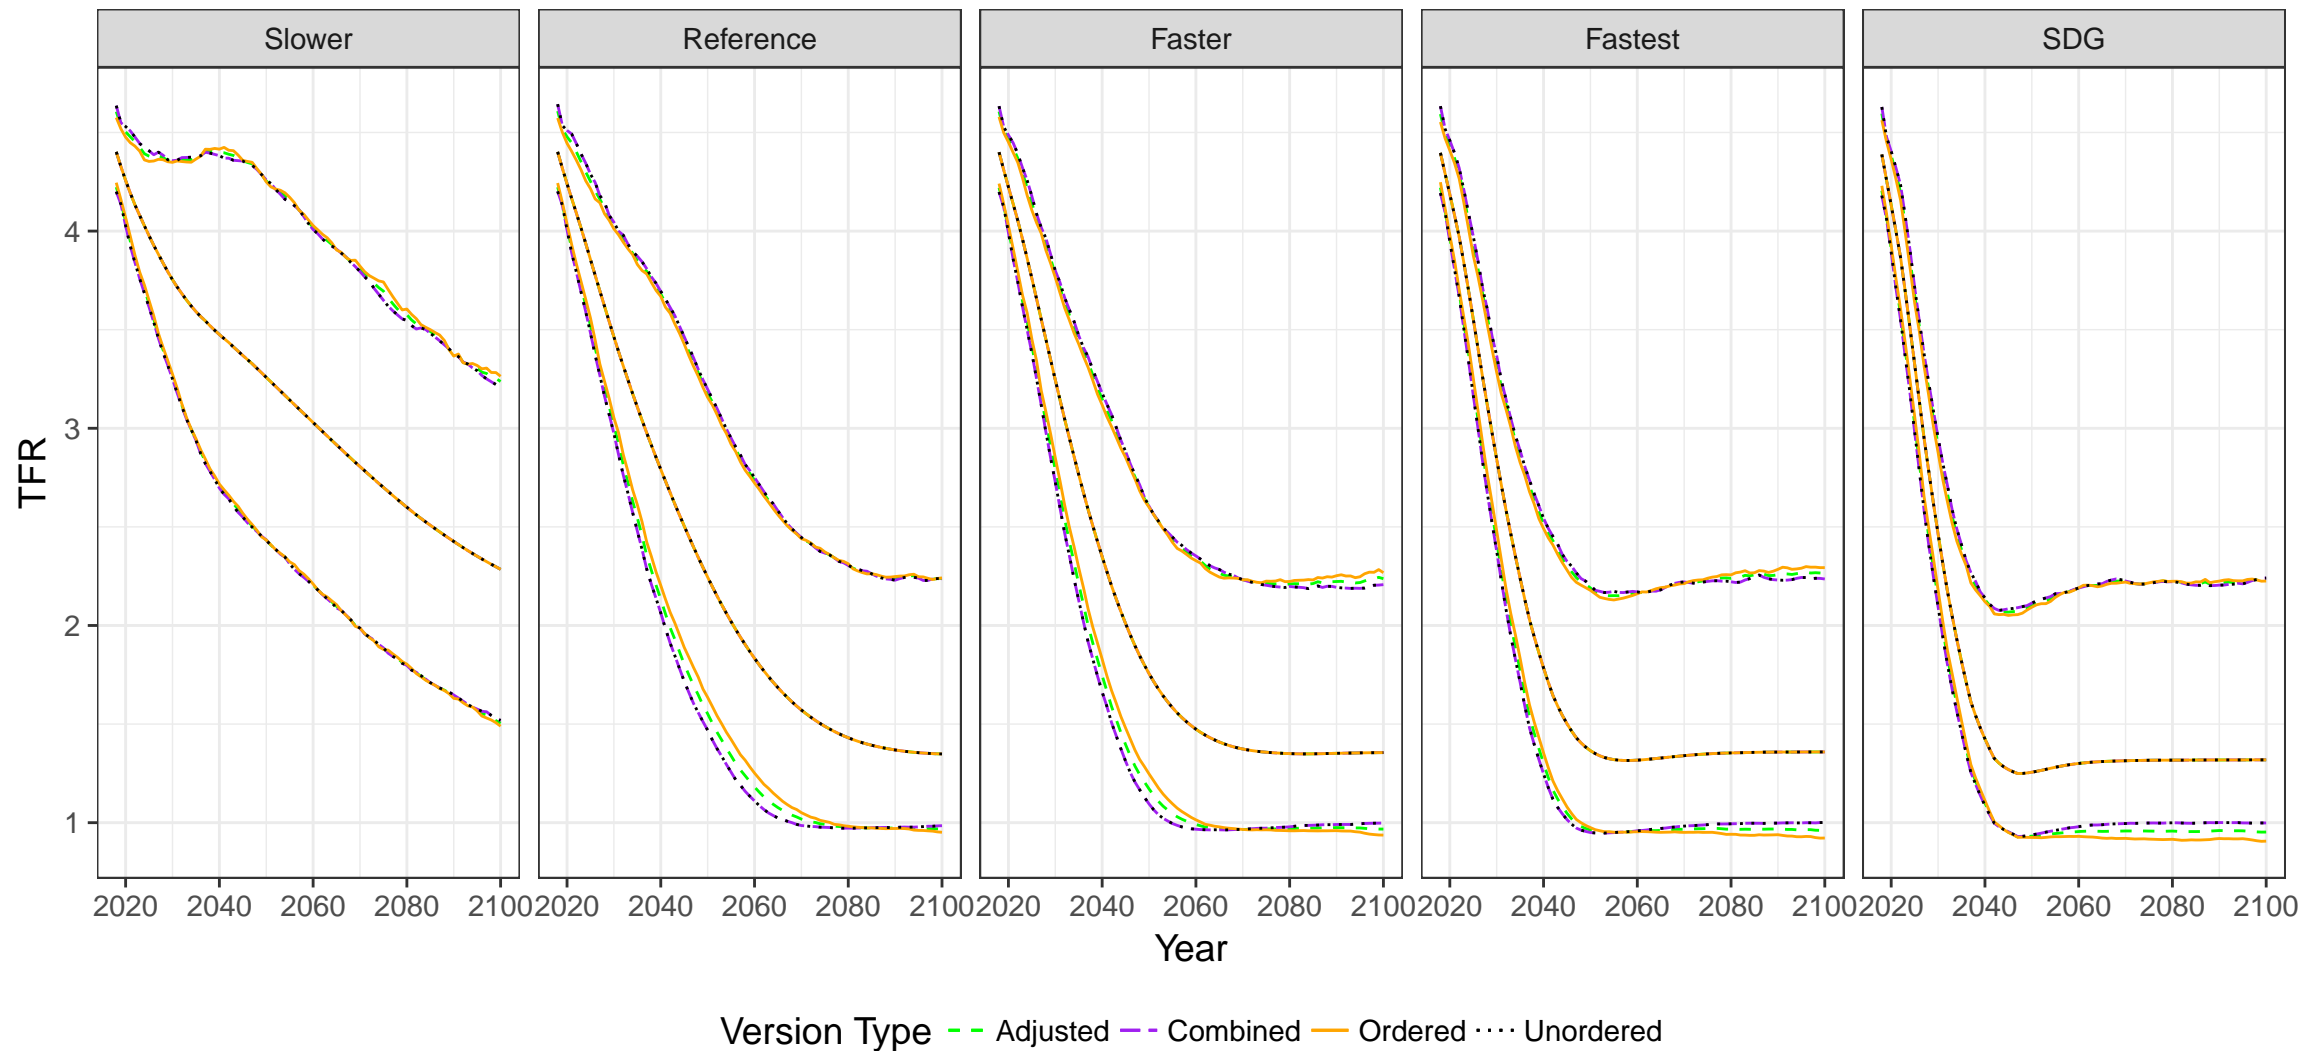 Slower Reference Faster Fastest SDG
TFR
4
3
2
1
2020 2040 2060 2080 2100 2020 2040 2060 2080 2100 2020 2040 2060 2080 2100 2020 2040 2060 2080 2100 2020 2040 2060 2080 2100
Year
Version Type Adjusted Combined Ordered Unordered